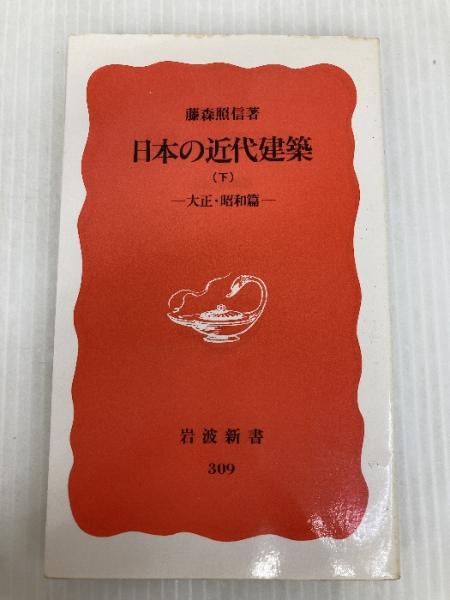 藤森照信著
日本の近代建築
(下)
—大正・昭和篇—
岩波新書
309